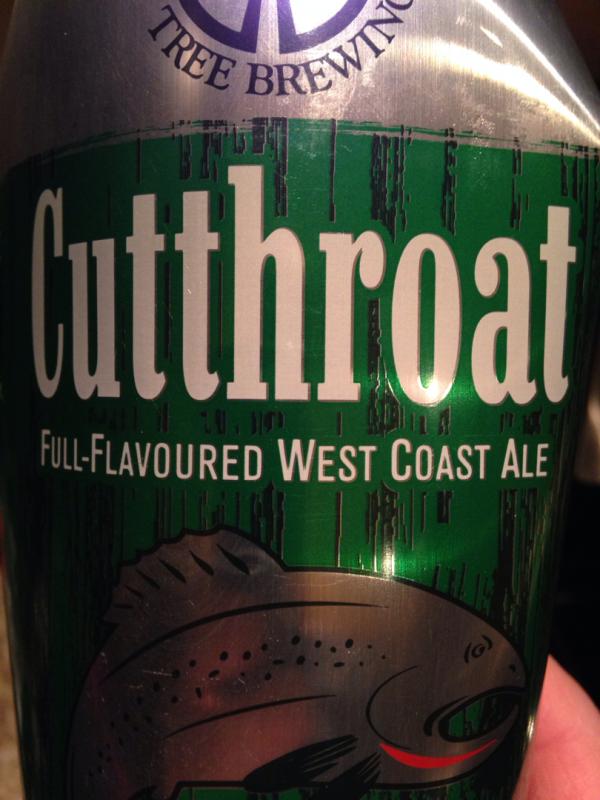 TREE BREWING
Cutthroat
FULL-FLAVOURED WEST COAST ALE